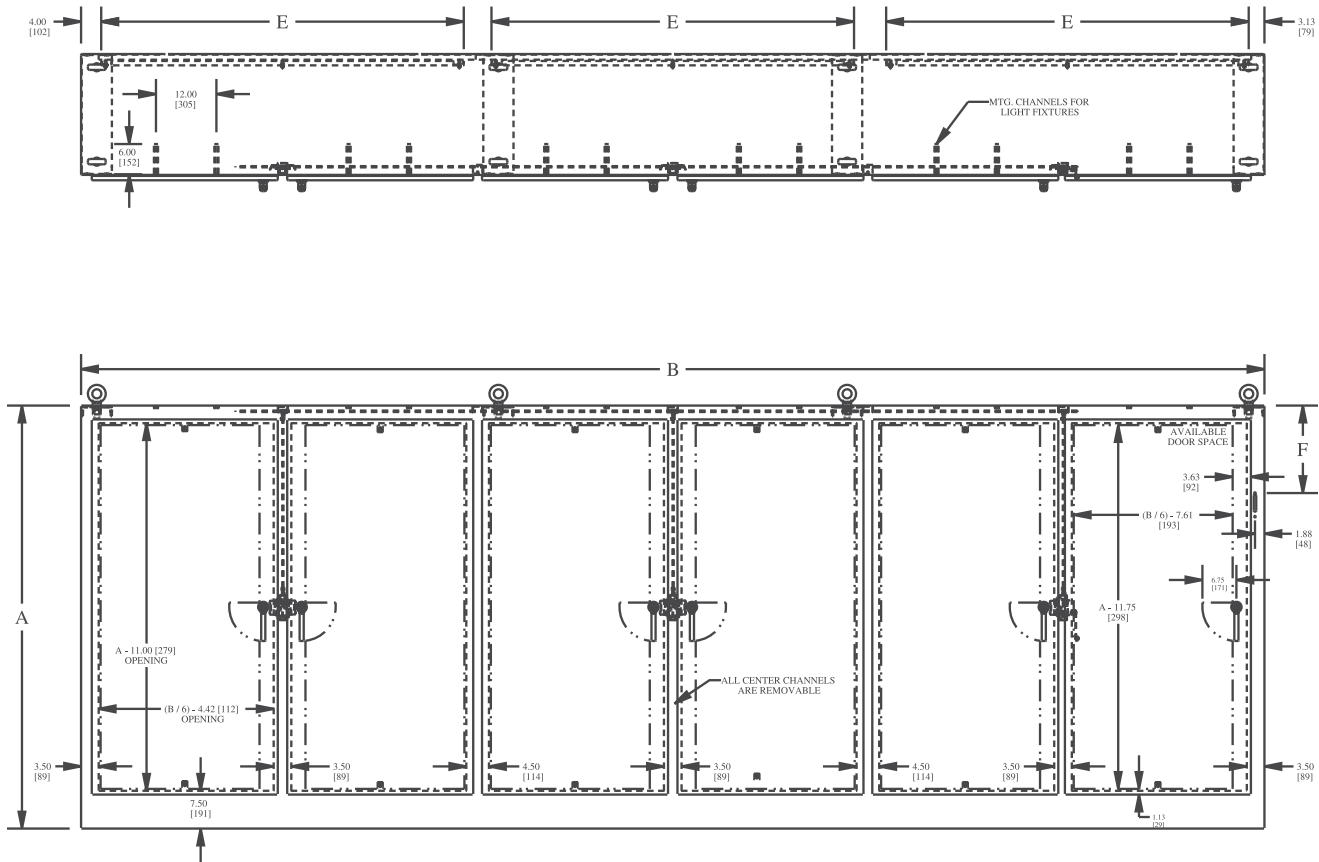 4.00
[102]
E
E
E
3.13
[79]
12.00
[305]
MTG. CHANNELS FOR
LIGHT FIXTURES
6.00
[152]
B
AVAILABLE
DOOR SPACE
F
3.63
[92]
(B / 6) - 7.61
[193]
1.88
[48]
6.75
[171]
A
A - 11.75
[298]
A - 11.00 [279]
OPENING
ALL CENTER CHANNELS
ARE REMOVABLE
(B / 6) - 4.42 [112]
OPENING
3.50
[89]
3.50
[89]
4.50
[114]
3.50
[89]
4.50
[114]
3.50
[89]
3.50
[89]
7.50
[191]
1.13
[29]